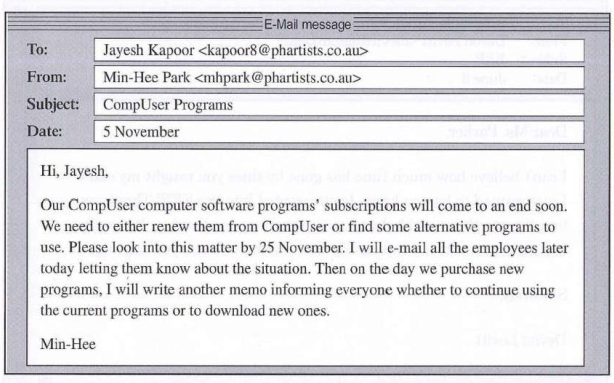 E-Mail message
To: Jayesh Kapoor <kapoor8@phartists.co.au>
From: Min-Hee Park <mhpark@phartists.co.au>
Subject: CompUser Programs
Date: 5 November
Hi, Jayesh,
Our CompUser computer software programs' subscriptions will come to an end soon.
We need to either renew them from CompUser or find some alternative programs to
use. Please look into this matter by 25 November. I will e-mail all the employees later
today letting them know about the situation. Then on the day we purchase new
programs, I will write another memo informing everyone whether to continue using
the current programs or to download new ones.
Min-Hee